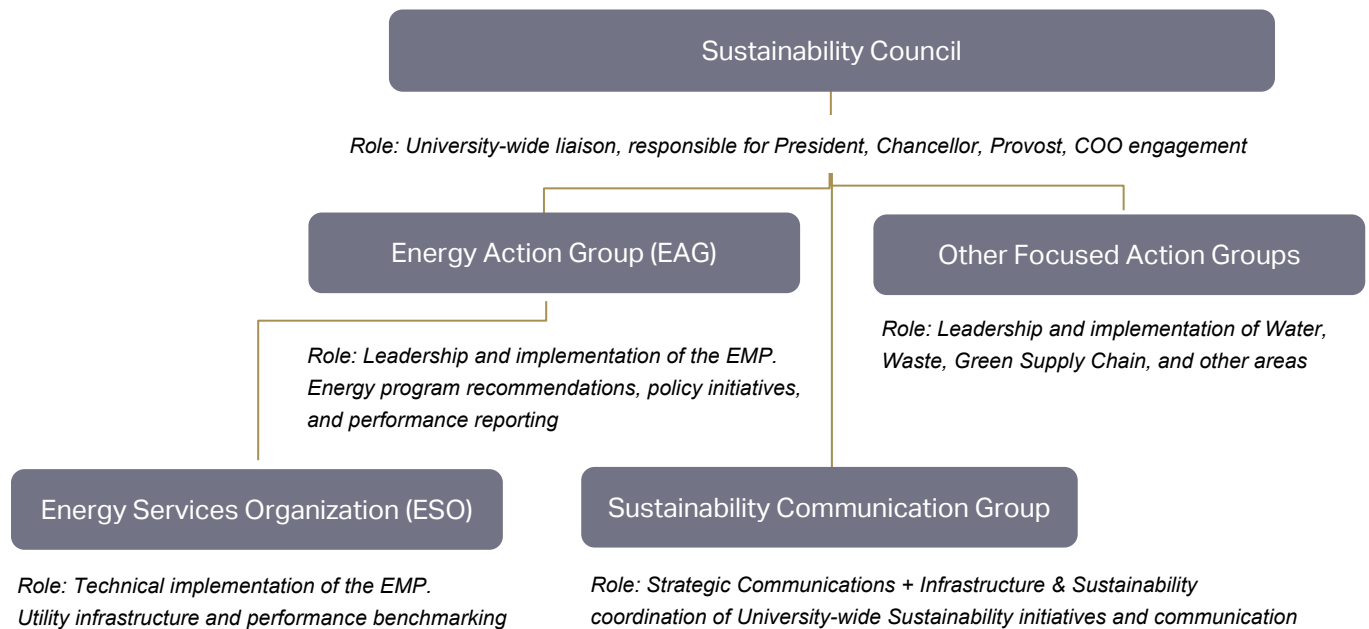 Sustainability Council
Role: University-wide liaison, responsible for President, Chancellor, Provost, COO engagement
Energy Action Group (EAG)
Other Focused Action Groups
Role: Leadership and implementation of the EMP.
Energy program recommendations, policy initiatives,
and performance reporting
Role: Leadership and implementation of Water,
Waste, Green Supply Chain, and other areas
Energy Services Organization (ESO)
Sustainability Communication Group
Role: Technical implementation of the EMP.
Utility infrastructure and performance benchmarking
Role: Strategic Communications + Infrastructure & Sustainability
coordination of University-wide Sustainability initiatives and communication